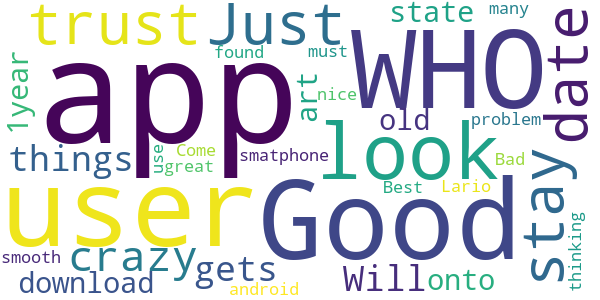 trust
Just
state
many
app
found
must
WHO
date
1year
art
nice
old
problem
things
use
Come
great
smatphone
look
Bad
user
Good
Best
Lario
stay
thinking
smooth
crazy
gets
Will
onto
download
android